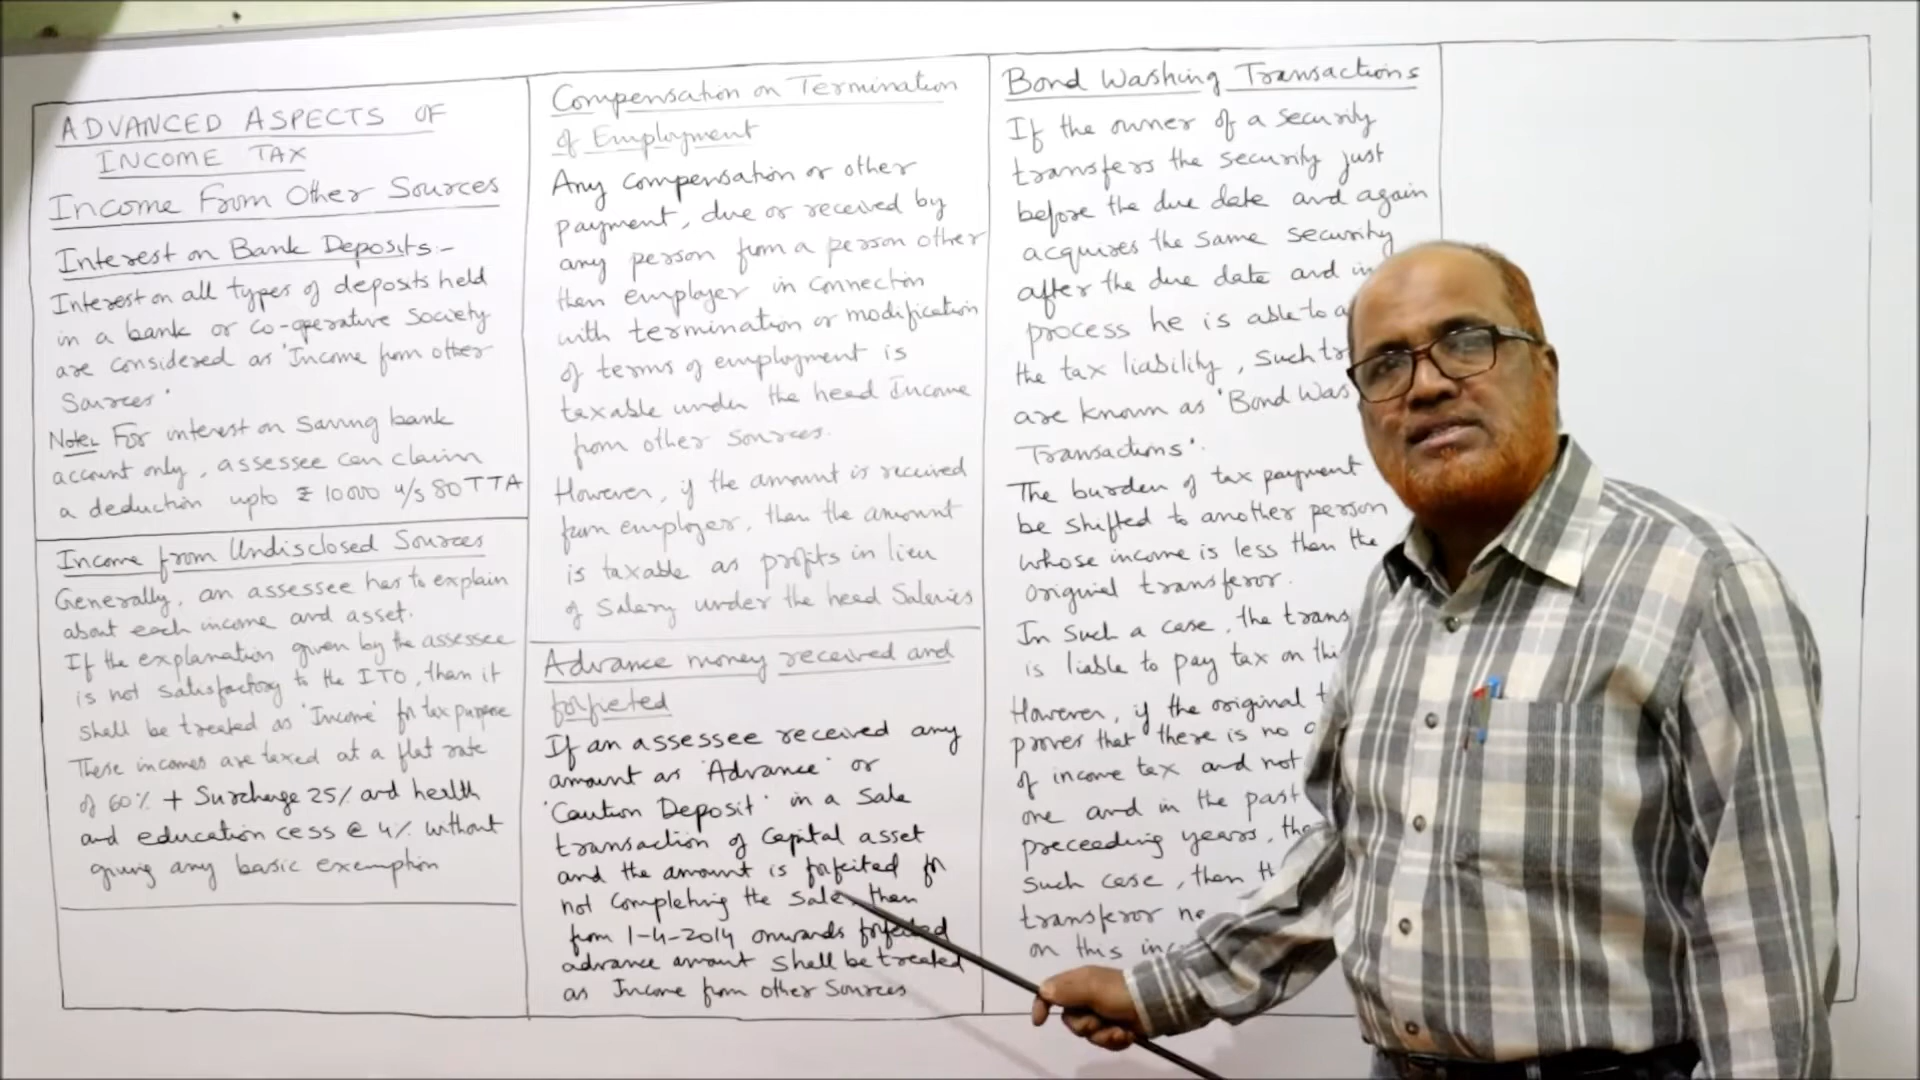 ADVANCED ASPECTS OF
INCOME TAX
Income From Other Sources
Interest on Bank Deposits:-
Interest on all types of deposits held
in a bank or co-operative society
are considered as 'Income from other
Sources'
Note:- For interest on Saving bank
account only, assessee can claim
a deduction upto ₹ 10000 u/s 80 TTA
Income from Undisclosed Sources
Generally, an assessee has to explain
about each income and asset.
If the explanation given by the assessee
is not satisfactory to the ITO, than it
shall be treated as 'Income' for tax purpose
These incomes are taxed at a flat rate
of 60% + Surcharge 25% and health
and education cess @ 4% without
giving any basic exemption
Compensation on Termination
of Employment
Any compensation or other
payment, due or received by
any person from a person other
than employer in connection
with termination or modification
of terms of employment is
taxable under the head Income
from other sources.
However, if the amount is received
from employer, then the amount
is taxable as profits in lieu
of Salary under the head Salaries
Advance money received and
forfieted
If an assessee received any
amount as 'Advance' or
'Caution Deposit' in a Sale
transaction of Capital asset
and the amount is forfeited for
not completing the sale, then
from 1-4-2014 onwards forfeited
advance amount shall be treated
as Income from other Sources
Bond Washing Transactions
If the owner of a security
transfers the security just
before the due date and again
acquires the same security
after the due date and in
process he is able to a
the tax liability, Such tr
are known as 'Bond Was
Transactions'.
The burden of tax payment
be shifted to another person
whose income is less then the
original transferor.
In Such a case, the trans
is liable to pay tax on thi
However, if the original t
proves that there is no
of income tax and not
one and in the past
preceeding years, the
such case, then th
transferor ne
on this inc